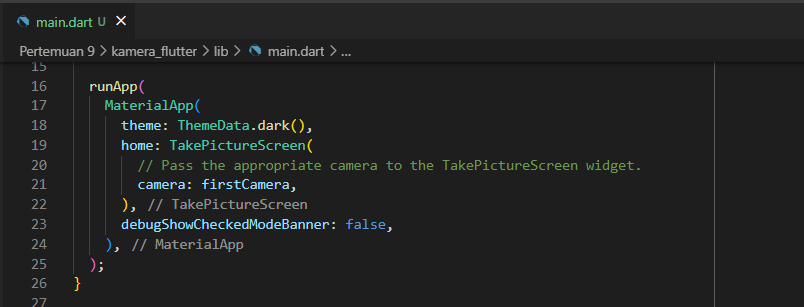 main.dart U ×
Pertemuan 9 > kamera_flutter > lib > main.dart > ...
15
16 runApp(
17 MaterialApp(
18 theme: ThemeData.dark(),
19 home: TakePictureScreen(
20 // Pass the appropriate camera to the TakePictureScreen widget.
21 camera: firstCamera,
22 ), // TakePictureScreen
23 debugShowCheckedModeBanner: false,
24 ), // MaterialApp
25 );
26 }
27